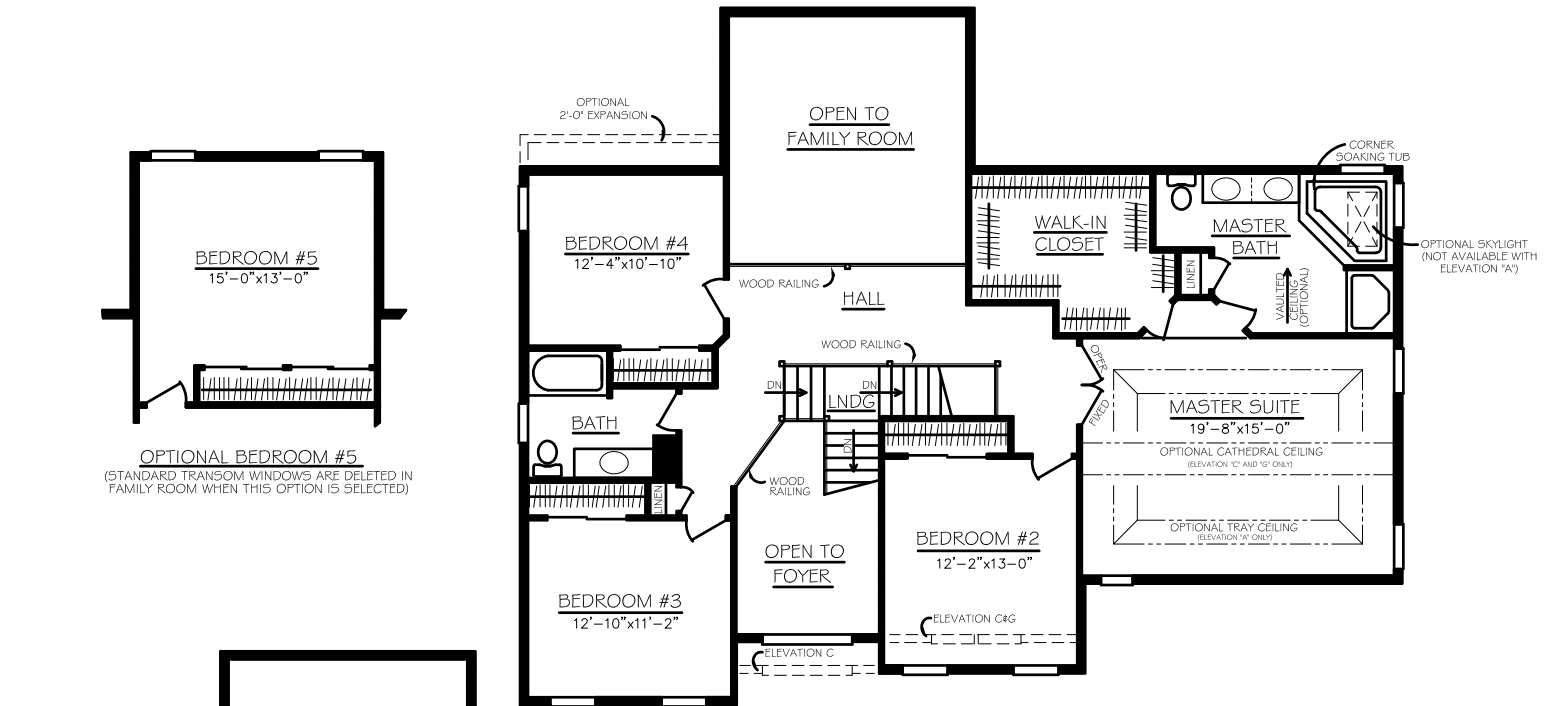 OPTIONAL
2'-0" EXPANSION
OPEN TO
FAMILY ROOM
CORNER
SOAKING TUB
BEDROOM #5
15'-0"x13'-0"
BEDROOM #4
12'-4"x10'-10"
WALK-IN
CLOSET
MASTER
BATH
OPTIONAL SKYLIGHT
(NOT AVAILABLE WITH
ELEVATION "A")
LINEN
VAULTED
CEILING
(OPTIONAL)
WOOD RAILING
HALL
WOOD RAILING
OPER
FIXED
DN
DN
LNDG
DN
MASTER SUITE
19'-8"x15'-0"
OPTIONAL CATHEDRAL CEILING
(ELEVATION "C" AND "G" ONLY)
BATH
OPTIONAL BEDROOM #5
(STANDARD TRANSOM WINDOWS ARE DELETED IN
FAMILY ROOM WHEN THIS OPTION IS SELECTED)
LINEN
WOOD
RAILING
OPTIONAL TRAY CEILING
(ELEVATION "A" ONLY)
BEDROOM #2
12'-2"x13-0"
OPEN TO
FOYER
BEDROOM #3
12'-10"x11'-2"
ELEVATION C&G
ELEVATION C